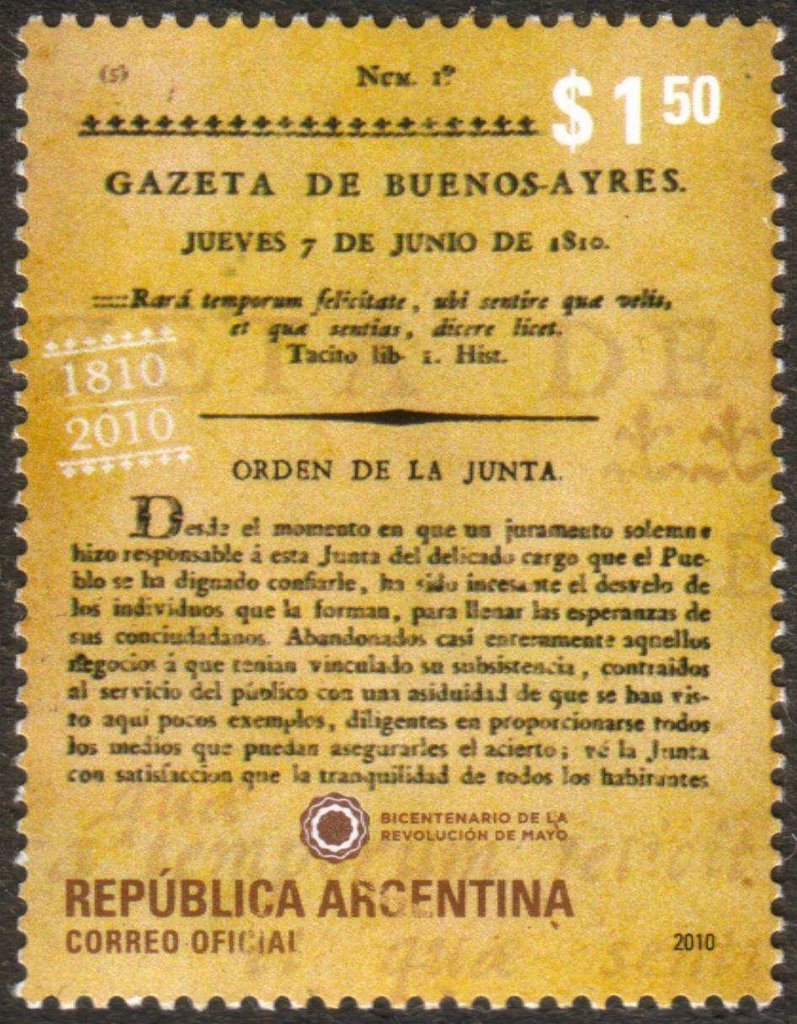 (5) Num. 1º
$1 50
GAZETA DE BUENOS-AYRES.
JUEVES 7 DE JUNIO DE 1810.
Rará temporum felicitate, ubi sentire quæ velis,
et quæ sentias, dicere licet.
Tacito lib. 1. Hist.
1810
2010
ORDEN DE LA JUNTA.
Desde el momento en que un juramento solemne
hizo responsable á esta Junta del delicado cargo que el Pue-
blo se ha dignado confiarle, ha sido incesante el desvelo de
los individuos que la forman, para llenar las esperanzas de
sus conciudadanos. Abandonados casi enteramente aquellos
negocios á que tenian vinculado su subsistencia, contraidos
al servicio del público con una asiduidad de que se han vis-
to aquí pocos exemplos, diligentes en proporcionarse todos
los medios que puedan asegurarles el acierto; vé la Junta
con satisfaccion que la tranquilidad de todos los habitantes
BICENTENARIO DE LA
REVOLUCIÓN DE MAYO
REPÚBLICA ARGENTINA
CORREO OFICIAL 2010